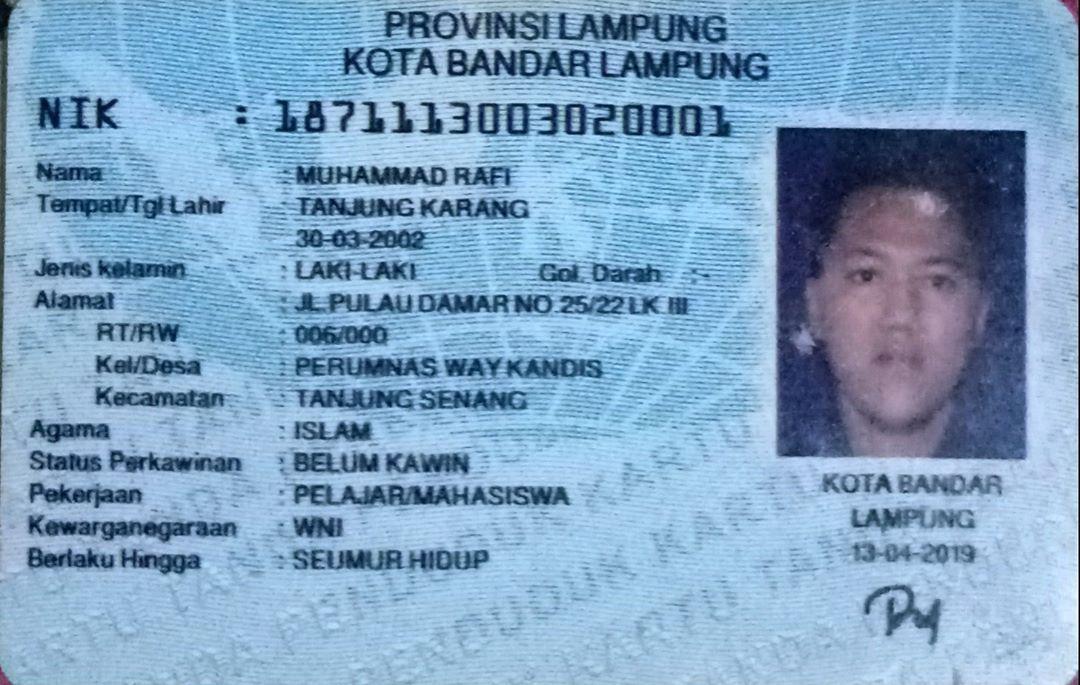 PROVINSI LAMPUNG
KOTA BANDAR LAMPUNG
NIK : 1871113003020001
Nama : MUHAMMAD RAFI
Tempat/Tgl Lahir : TANJUNG KARANG
30-03-2002
Jenis kelamin : LAKI-LAKI Gol. Darah :-
Alamat : JL. PULAU DAMAR NO.25/22 LK III
RT/RW : 006/000
Kel/Desa : PERUMNAS WAY KANDIS
Kecamatan : TANJUNG SENANG
Agama : ISLAM
Status Perkawinan : BELUM KAWIN
Pekerjaan : PELAJAR/MAHASISWA
Kewarganegaraan : WNI
Berlaku Hingga : SEUMUR HIDUP
KOTA BANDAR
LAMPUNG
13-04-2019